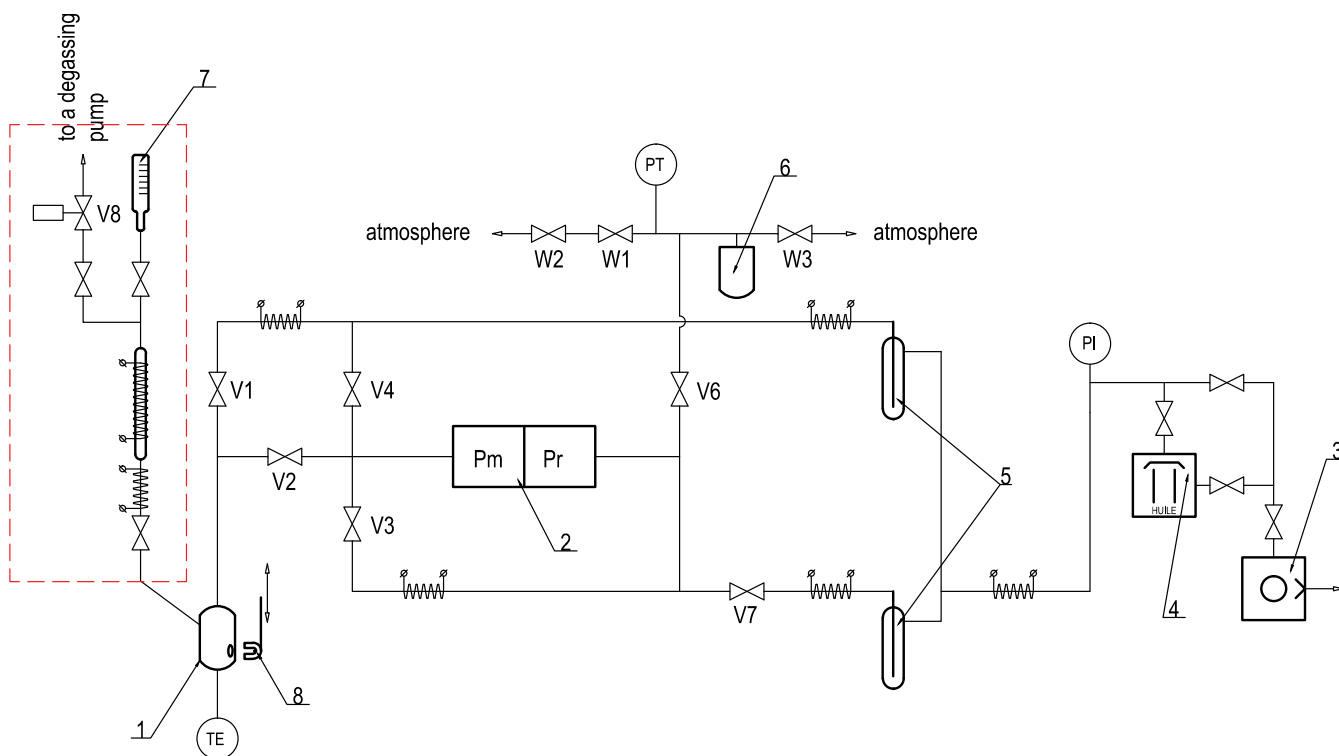 to a degassing
pump
7
V8
PT
6
atmosphere
W2
W1
W3
atmosphere
PI
V1
V4
V6
V2
Pm
Pr
5
3
HUILE
V3
2
4
V7
1
8
TE